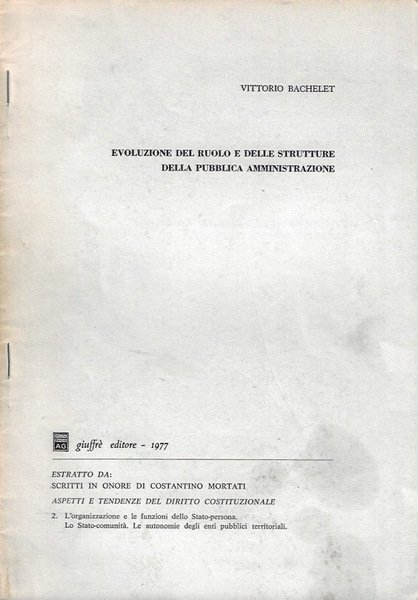 VITTORIO BACHELET
EVOLUZIONE DEL RUOLO E DELLE STRUTTURE
DELLA PUBBLICA AMMINISTRAZIONE
AG giuffrè editore - 1977
ESTRATTO DA:
SCRITTI IN ONORE DI COSTANTINO MORTATI
ASPETTI E TENDENZE DEL DIRITTO COSTITUZIONALE
2. L'organizzazione e le funzioni dello Stato-persona.
Lo Stato-comunità. Le autonomie degli enti pubblici territoriali.